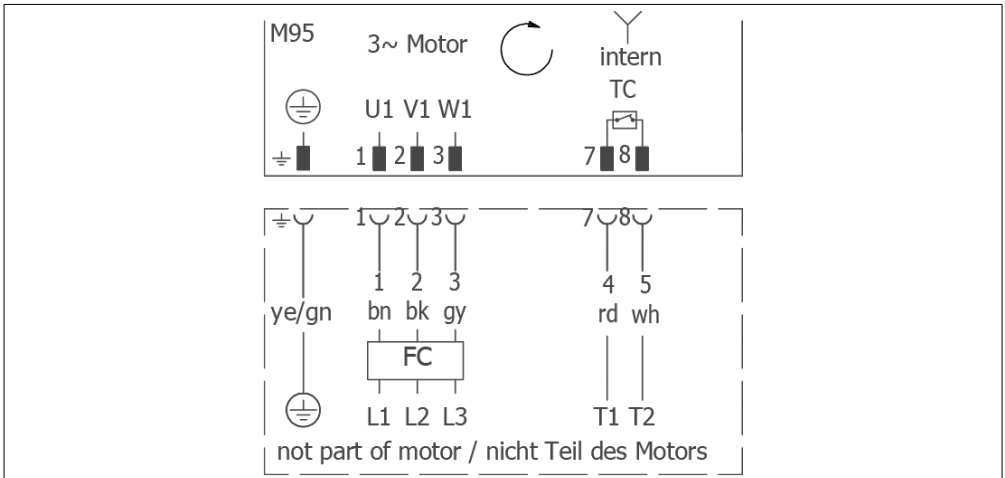 M95
3~ Motor
intern
TC
U1 V1 W1
1 2 3 7 8
1 2 3 7 8
1 2 3 4 5
ye/gn bn bk gy rd wh
FC
L1 L2 L3 T1 T2
not part of motor / nicht Teil des Motors